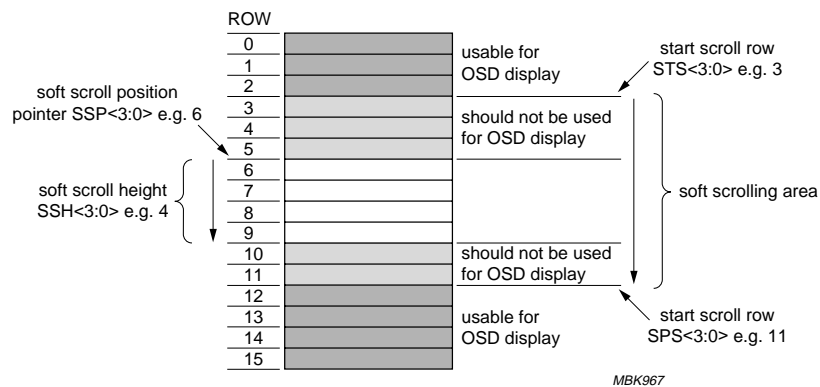 ROW
0
1
2
3
4
5
6
7
8
9
10
11
12
13
14
15
soft scroll position
pointer SSP<3:0> e.g. 6
soft scroll height
SSH<3:0> e.g. 4
usable for
OSD display
should not be used
for OSD display
should not be used
for OSD display
usable for
OSD display
start scroll row
STS<3:0> e.g. 3
soft scrolling area
start scroll row
SPS<3:0> e.g. 11
MBK967